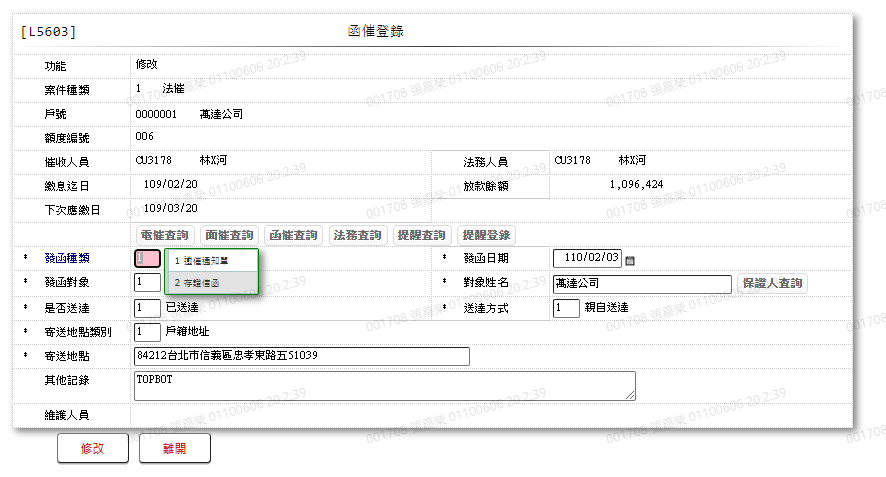 [L5603] 函催登錄
功能 修改
案件種類 1 法催
戶號 0000001 萬達公司
額度編號 006
催收人員 CU3178 林X河 法務人員 CU3178 林X河
繳息迄日 109/02/20 放款餘額 1,096,424
下次應繳日 109/03/20
電催查詢 面催查詢 函催查詢 法務查詢 提醒查詢 提醒登錄
* 發函種類 1 * 發函日期 110/02/03
1 逾催通知單
2 存證信函
* 發函對象 1 * 對象姓名 萬達公司 保證人查詢
* 是否送達 1 已送達 * 送達方式 1 親自送達
* 寄送地點類別 1 戶籍地址
* 寄送地點 84212台北市信義區忠孝東路五51039
其他記錄 TOPBOT
維護人員
修改 離開
001708 張嘉榮 01100606 20:2:39